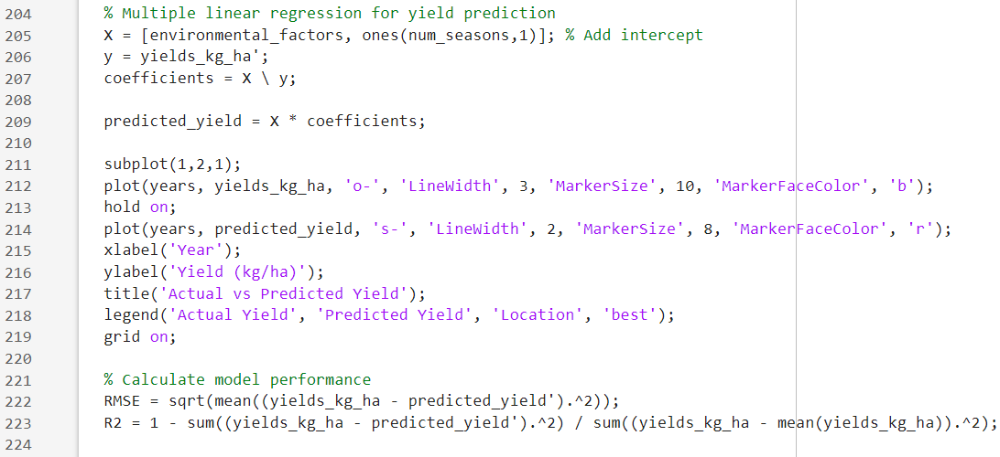 204 % Multiple linear regression for yield prediction
205 X = [environmental_factors, ones(num_seasons,1)]; % Add intercept
206 y = yields_kg_ha';
207 coefficients = X \ y;
208
209 predicted_yield = X * coefficients;
210
211 subplot(1,2,1);
212 plot(years, yields_kg_ha, 'o-', 'LineWidth', 3, 'MarkerSize', 10, 'MarkerFaceColor', 'b');
213 hold on;
214 plot(years, predicted_yield, 's-', 'LineWidth', 2, 'MarkerSize', 8, 'MarkerFaceColor', 'r');
215 xlabel('Year');
216 ylabel('Yield (kg/ha)');
217 title('Actual vs Predicted Yield');
218 legend('Actual Yield', 'Predicted Yield', 'Location', 'best');
219 grid on;
220
221 % Calculate model performance
222 RMSE = sqrt(mean((yields_kg_ha - predicted_yield').^2));
223 R2 = 1 - sum((yields_kg_ha - predicted_yield').^2) / sum((yields_kg_ha - mean(yields_kg_ha)).^2);
224